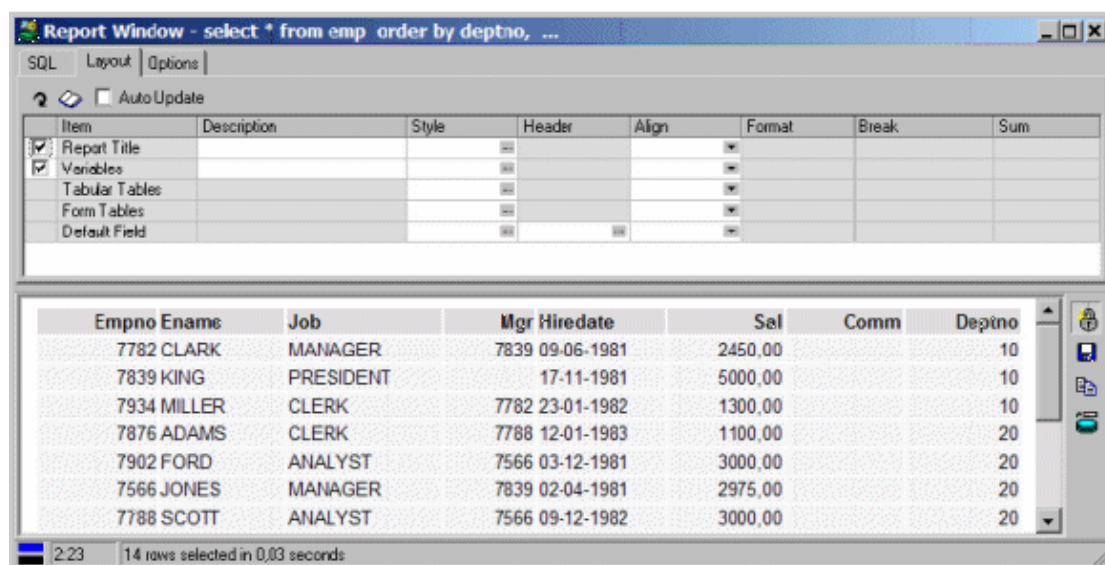 Report Window - select * from emp order by deptno, ...
SQL Layout Options
Auto Update
Item Description Style Header Align Format Break Sum
Report Title
Variables
Tabular Tables
Form Tables
Default Field
Empno Ename Job Mgr Hiredate Sal Comm Deptno
7782 CLARK MANAGER 7839 09-06-1981 2450,00 10
7839 KING PRESIDENT 17-11-1981 5000,00 10
7934 MILLER CLERK 7782 23-01-1982 1300,00 10
7876 ADAMS CLERK 7788 12-01-1983 1100,00 20
7902 FORD ANALYST 7566 03-12-1981 3000,00 20
7566 JONES MANAGER 7839 02-04-1981 2975,00 20
7788 SCOTT ANALYST 7566 09-12-1982 3000,00 20
2:23 14 rows selected in 0,03 seconds